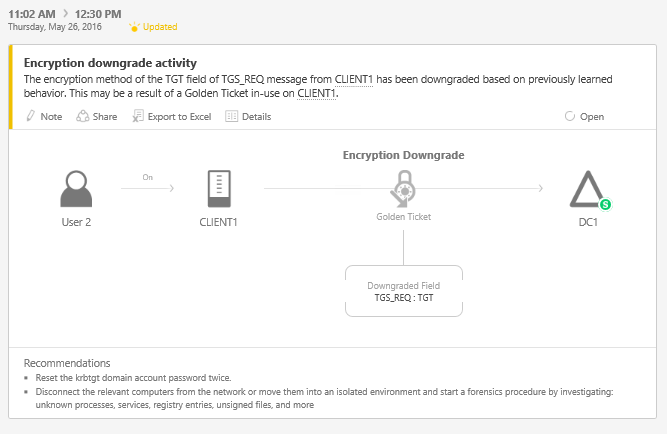 11:02 AM > 12:30 PM
Thursday, May 26, 2016 Updated
Encryption downgrade activity
The encryption method of the TGT field of TGS_REQ message from CLIENT1 has been downgraded based on previously learned
behavior. This may be a result of a Golden Ticket in-use on CLIENT1.
Note Share Export to Excel Details Open
Encryption Downgrade
On
Golden Ticket
S
User 2 CLIENT1 DC1
Downgraded Field
TGS_REQ : TGT
Recommendations
Reset the krbtgt domain account password twice.
Disconnect the relevant computers from the network or move them into an isolated environment and start a forensics procedure by investigating:
unknown processes, services, registry entries, unsigned files, and more